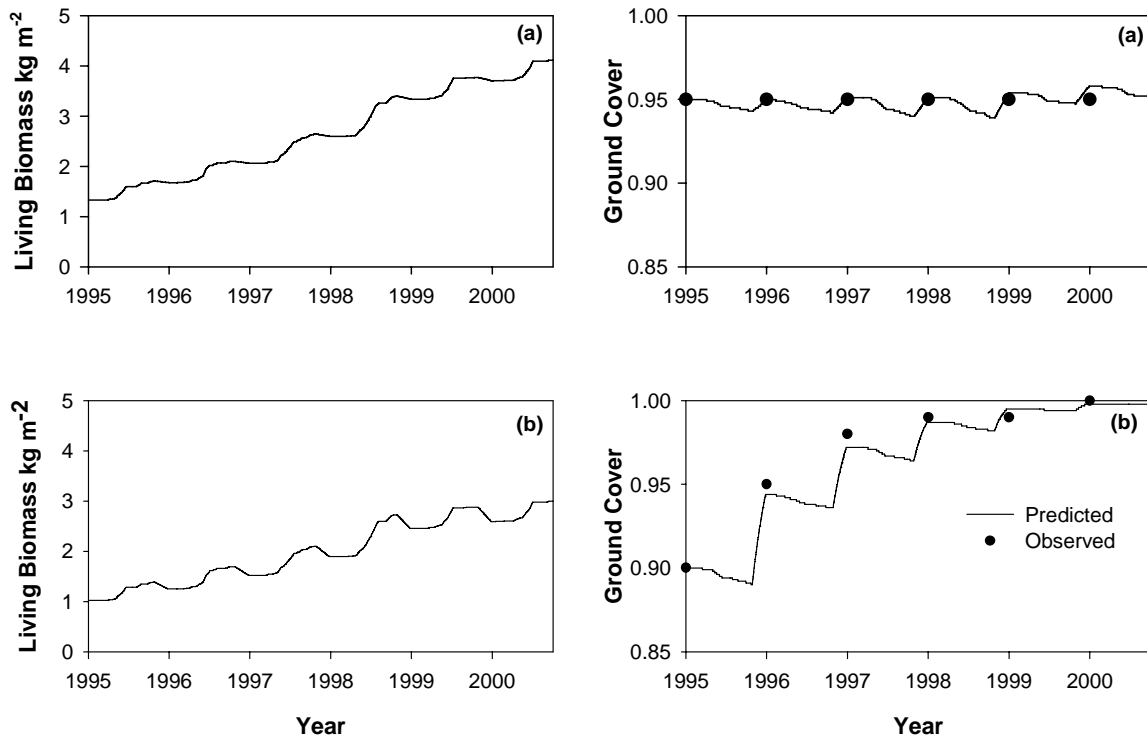 Living Biomass kg m-2
5
4
3
2
1
0
(a)
1995 1996 1997 1998 1999 2000
Ground Cover
1.00
0.95
0.90
0.85
(a)
1995 1996 1997 1998 1999 2000
Living Biomass kg m-2
5
4
3
2
1
0
(b)
1995 1996 1997 1998 1999 2000
Year
Ground Cover
1.00
0.95
0.90
0.85
(b)
Predicted
Observed
1995 1996 1997 1998 1999 2000
Year